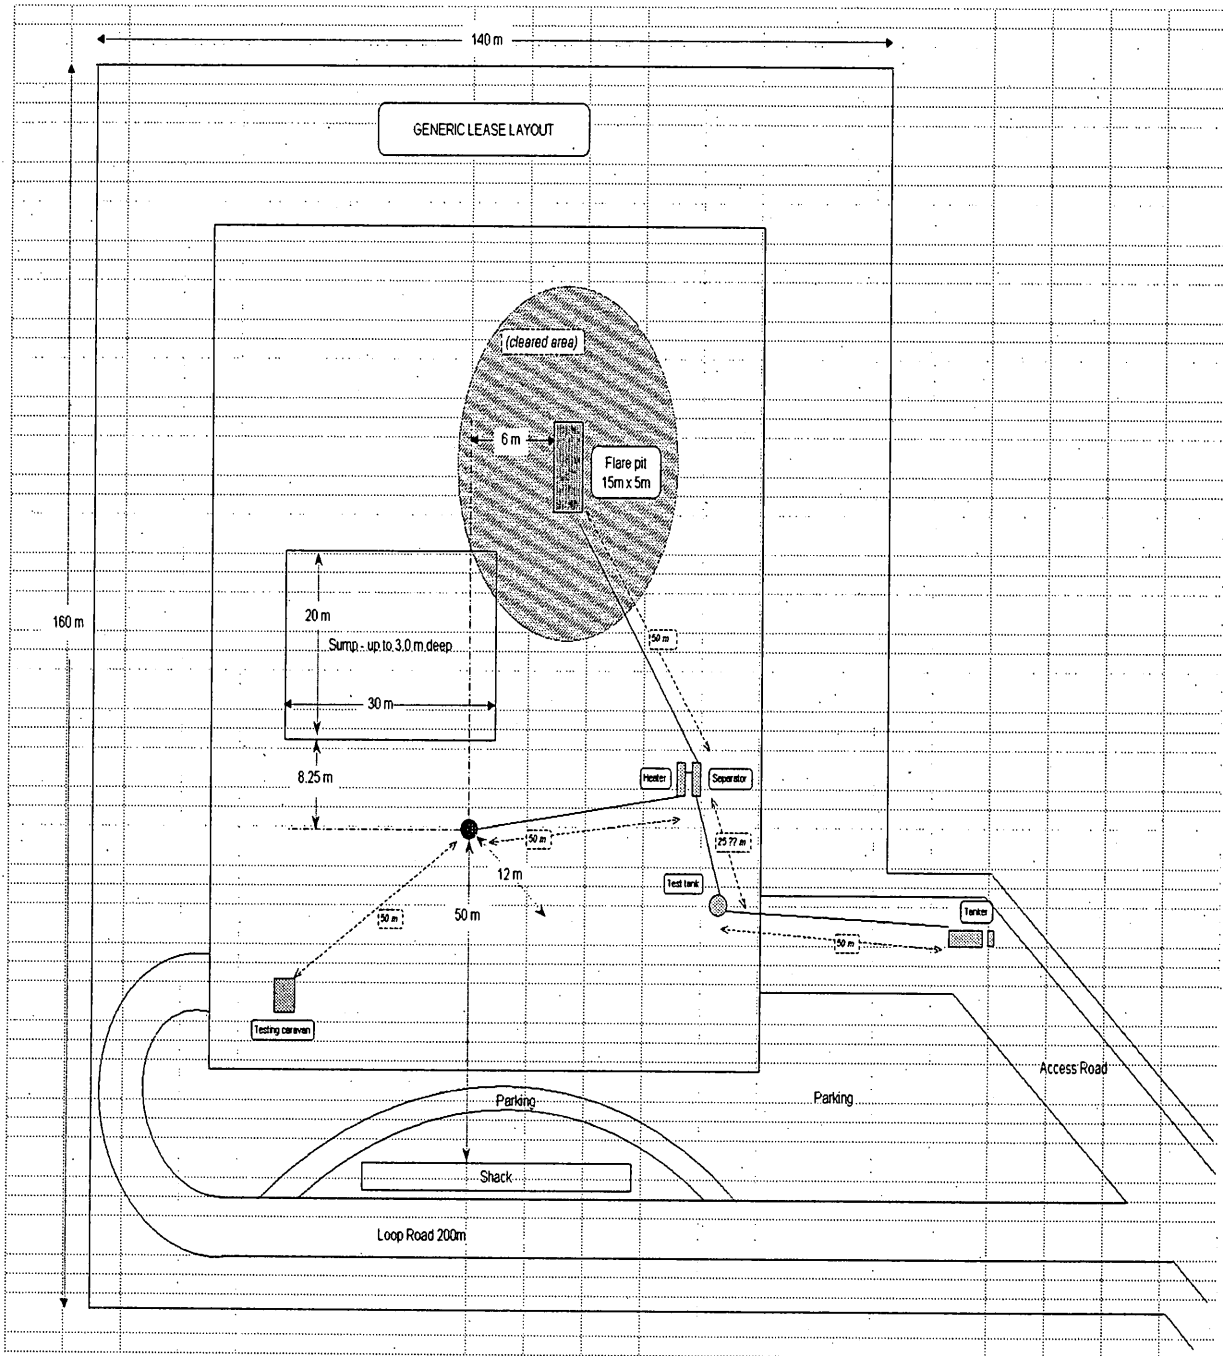 140 m
GENERIC LEASE LAYOUT
(cleared area)
6 m
Flare pit
15m x 5m
160 m
20 m
Sump - up to 3.0 m deep
50 m
30 m
8.25 m
Heater
Separator
50 m
25 ?? m
12 m
Test tank
50 m
50 m
Tanker
50 m
Testing caravan
Access Road
Parking
Parking
Shack
Loop Road 200m